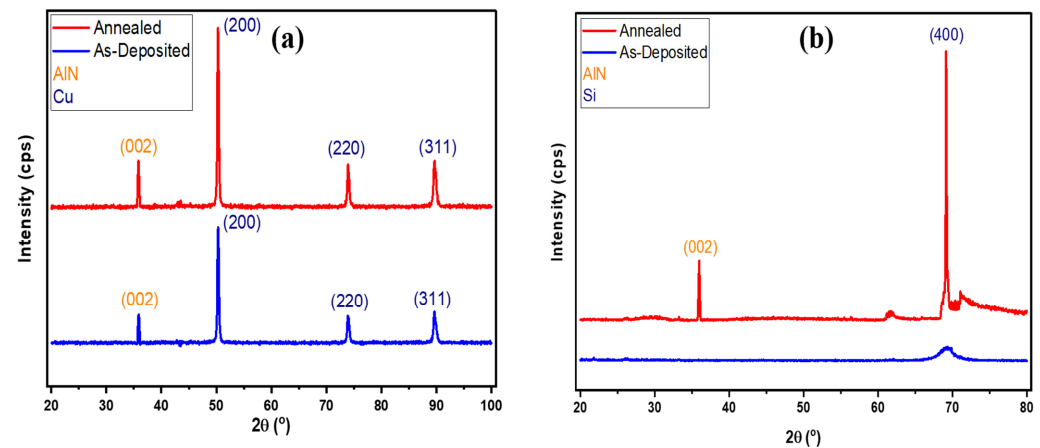 Annealed
As-Deposited
AlN
Cu
(a)
(200)
(002)
(220)
(311)
(200)
(002)
(220)
(311)
Intensity (cps)
20 30 40 50 60 70 80 90 100
2θ (º)
Annealed
As-Deposited
AlN
Si
(b)
(400)
(002)
Intensity (cps)
20 30 40 50 60 70 80
2θ (º)